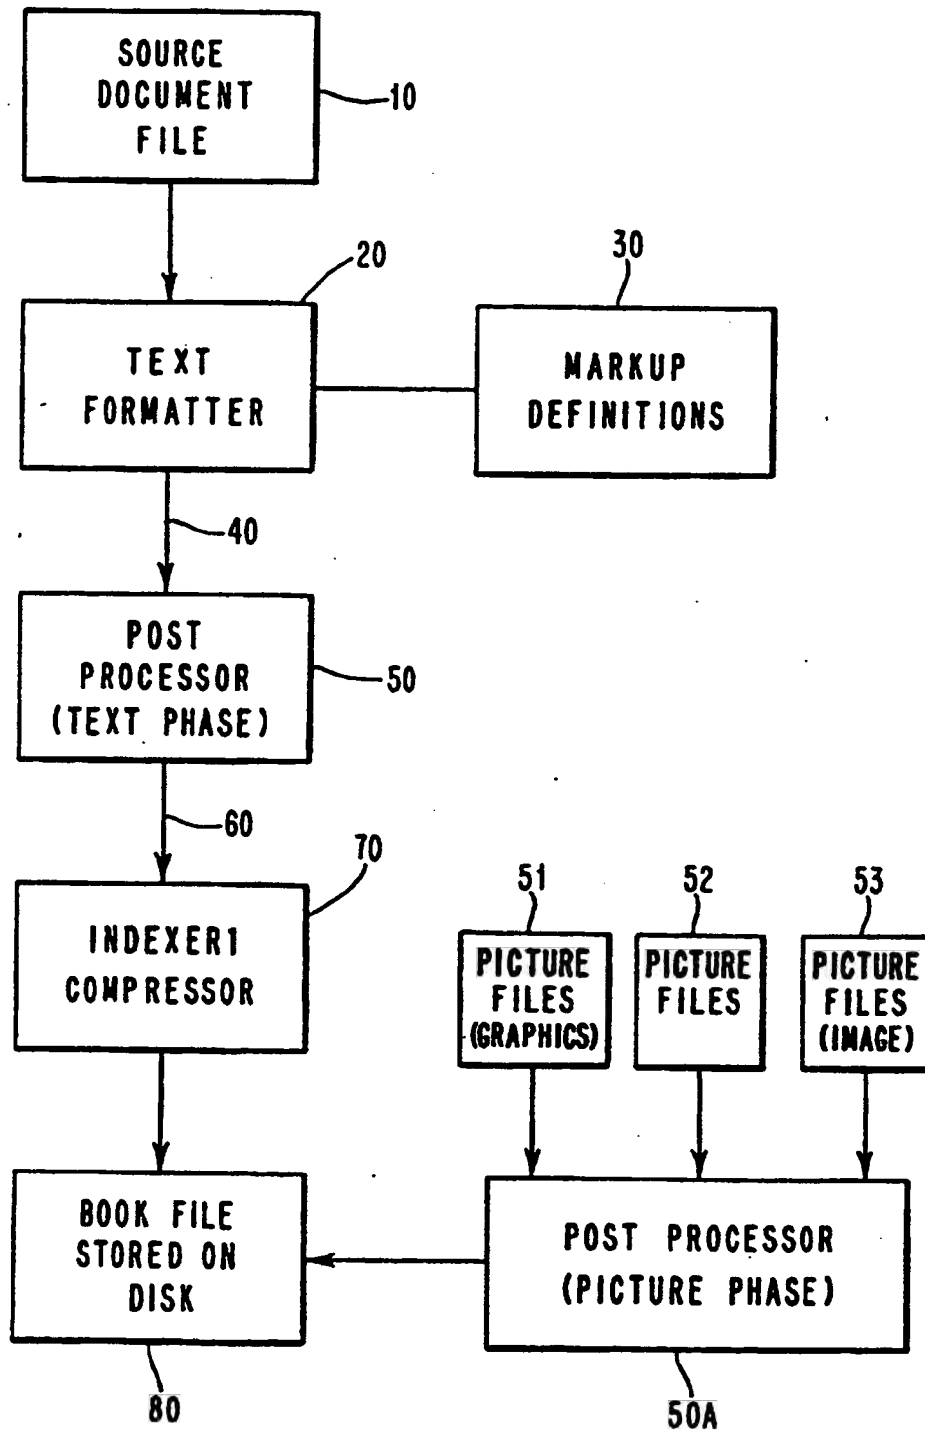 SOURCE
DOCUMENT
FILE
10
20
30
TEXT
FORMATTER
MARKUP
DEFINITIONS
40
POST
PROCESSOR
(TEXT PHASE)
50
60
70
INDEXER1
COMPRESSOR
51
52
53
PICTURE
FILES
(GRAPHICS)
PICTURE
FILES
PICTURE
FILES
(IMAGE)
BOOK FILE
STORED ON
DISK
POST PROCESSOR
(PICTURE PHASE)
80
50A